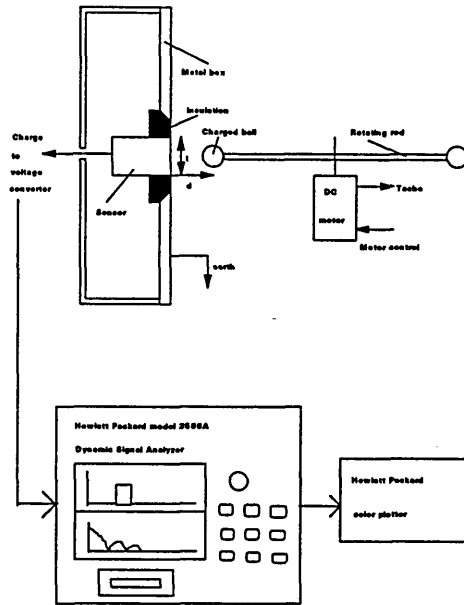 Metal box
Insulation
Charged ball
Rotating rod
Charge
to
voltage
converter
Sensor
l
d
DC
motor
Tacho
Motor control
earth
Hewlett Packard model 3566A
Dynamic Signal Analyzer
Hewlett Packard
color plotter